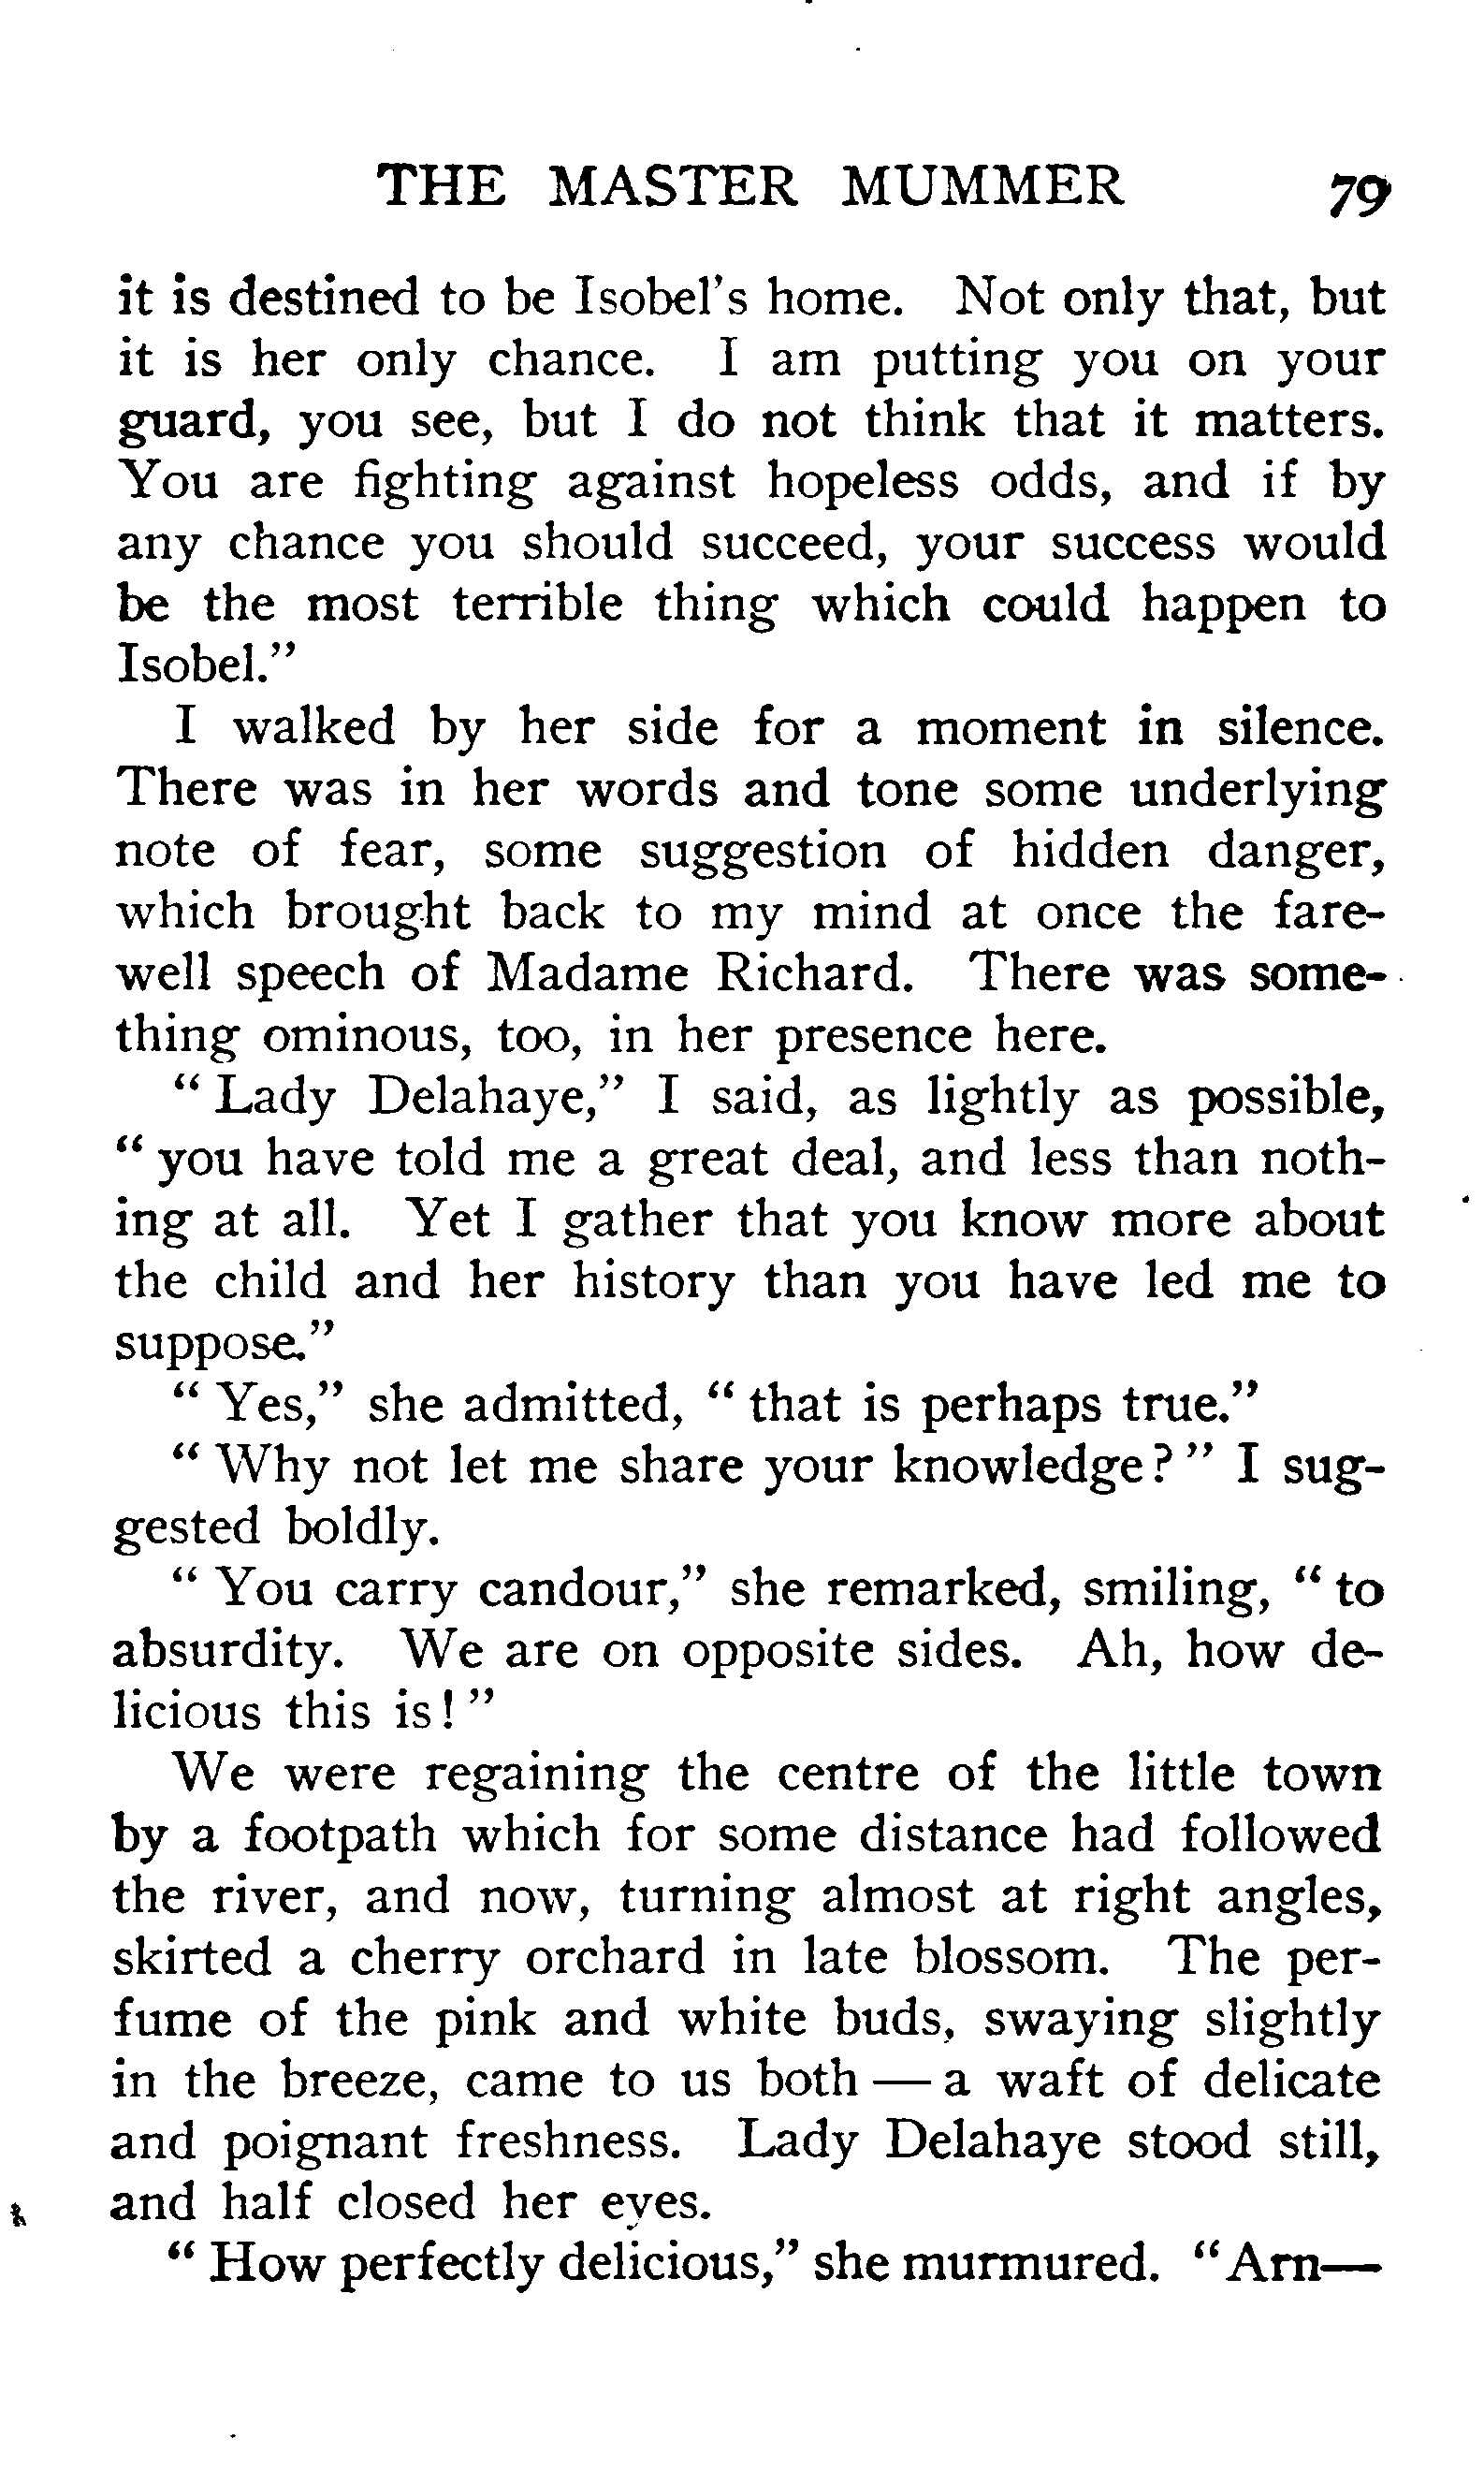 THE MASTER MUMMER 79
it is destined to be Isobel's home. Not only that, but
it is her only chance. I am putting you on your
guard, you see, but I do not think that it matters.
You are fighting against hopeless odds, and if by
any chance you should succeed, your success would
be the most terrible thing which could happen to
Isobel."
I walked by her side for a moment in silence.
There was in her words and tone some underlying
note of fear, some suggestion of hidden danger,
which brought back to my mind at once the fare-
well speech of Madame Richard. There was some-
thing ominous, too, in her presence here.
"Lady Delahaye," I said, as lightly as possible,
"you have told me a great deal, and less than noth-
ing at all. Yet I gather that you know more about
the child and her history than you have led me to
suppose."
"Yes," she admitted, "that is perhaps true."
"Why not let me share your knowledge?" I sug-
gested boldly.
"You carry candour," she remarked, smiling, "to
absurdity. We are on opposite sides. Ah, how de-
licious this is!"
We were regaining the centre of the little town
by a footpath which for some distance had followed
the river, and now, turning almost at right angles,
skirted a cherry orchard in late blossom. The per-
fume of the pink and white buds, swaying slightly
in the breeze, came to us both — a waft of delicate
and poignant freshness. Lady Delahaye stood still,
and half closed her eyes.
"How perfectly delicious," she murmured. "Arn—